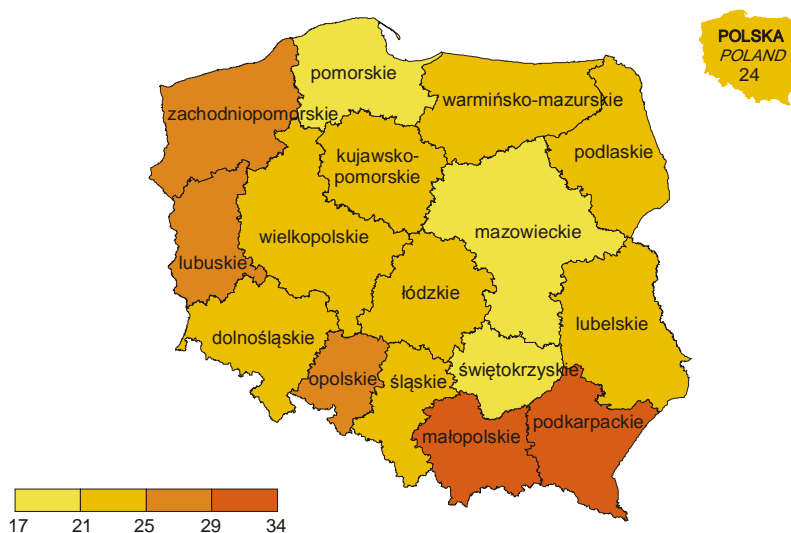 POLSKA
POLAND
24
pomorskie
warmińsko-mazurskie
zachodniopomorskie
kujawsko-
pomorskie
podlaskie
wielkopolskie
mazowieckie
lubuskie
łódzkie
lubelskie
dolnośląskie
opolskie
śląskie
świętokrzyskie
małopolskie
podkarpackie
17 21 25 29 34